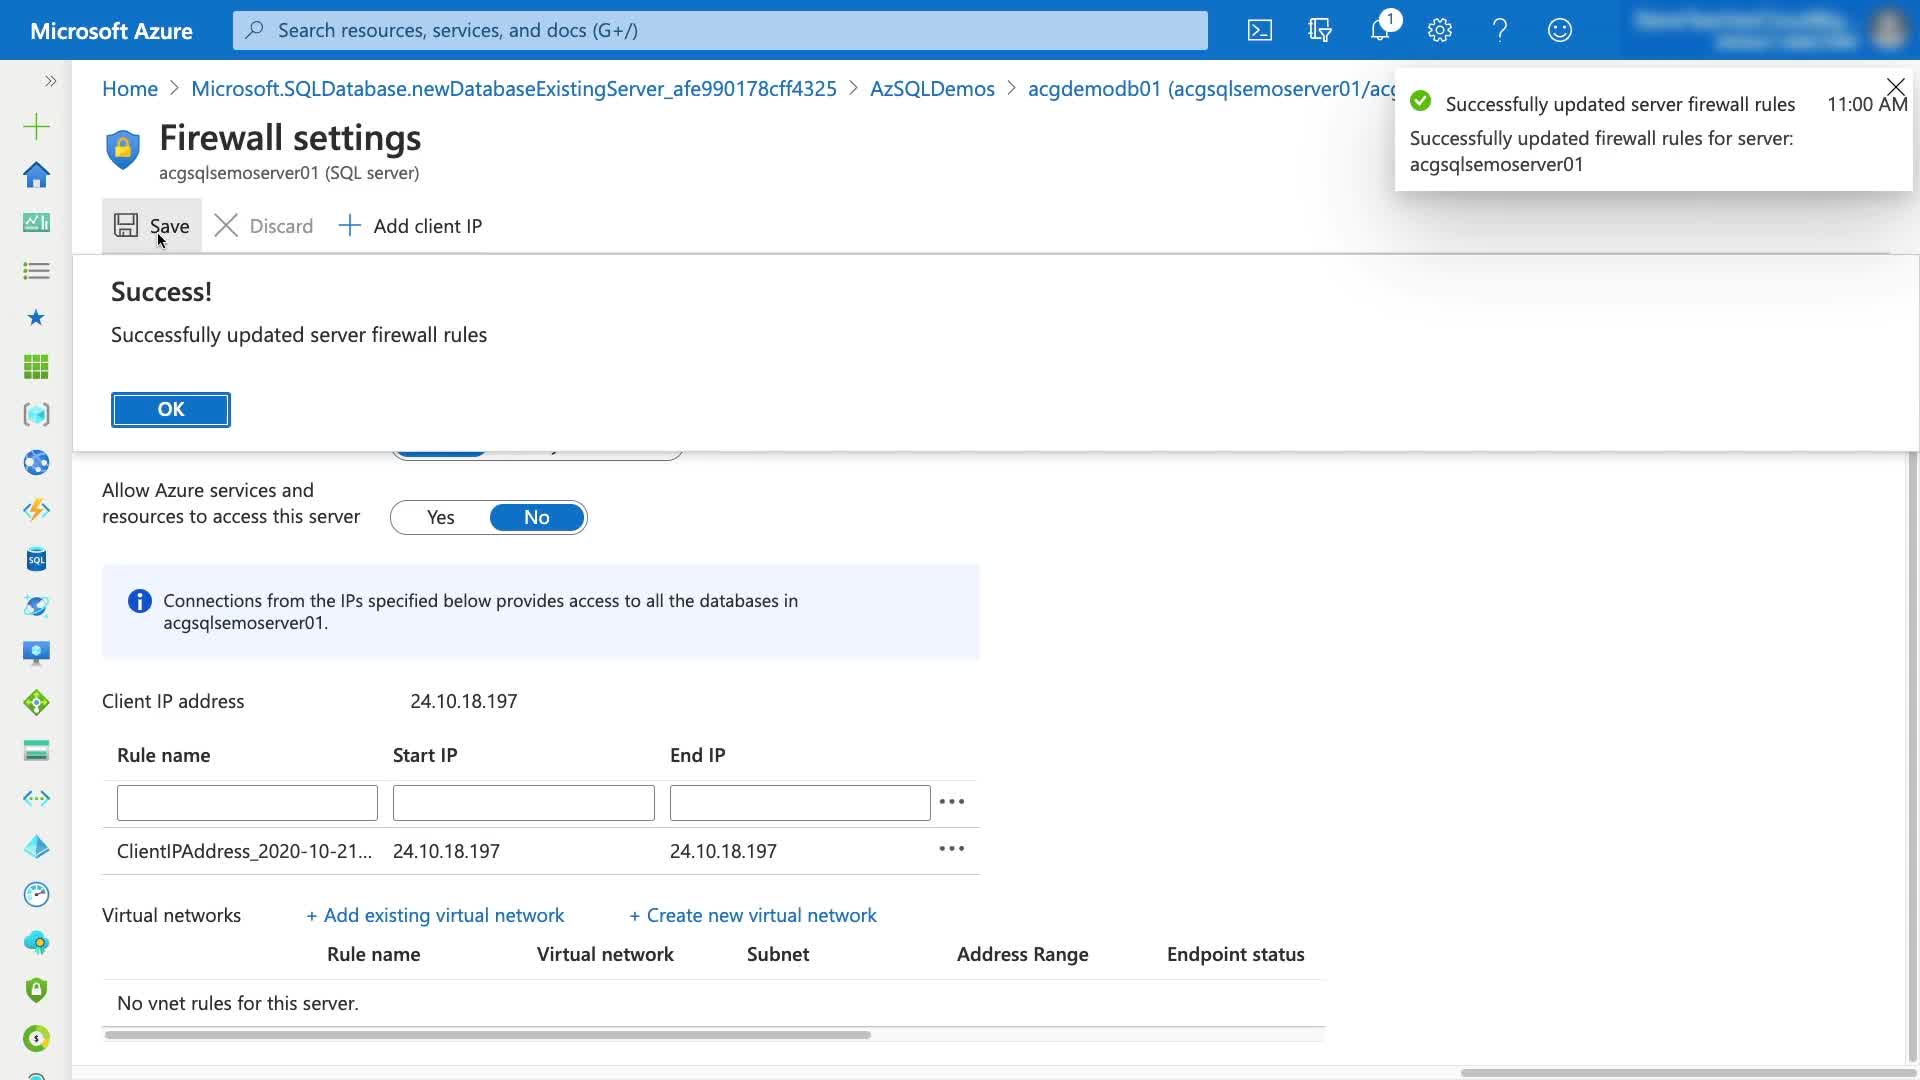 Microsoft Azure
Search resources, services, and docs (G+/)
1
Home > Microsoft.SQLDatabase.newDatabaseExistingServer_afe990178cff4325 > AzSQLDemos > acgdemodb01 (acgsqlsemoserver01/acg
Successfully updated server firewall rules 11:00 AM
Successfully updated firewall rules for server:
acgsqlsemoserver01
Firewall settings
acgsqlsemoserver01 (SQL server)
Save Discard Add client IP
Success!
Successfully updated server firewall rules
OK
Allow Azure services and
resources to access this server
Yes No
Connections from the IPs specified below provides access to all the databases in
acgsqlsemoserver01.
Client IP address 24.10.18.197
Rule name Start IP End IP
ClientIPAddress_2020-10-21... 24.10.18.197 24.10.18.197
Virtual networks + Add existing virtual network + Create new virtual network
Rule name Virtual network Subnet Address Range Endpoint status
No vnet rules for this server.
SQL